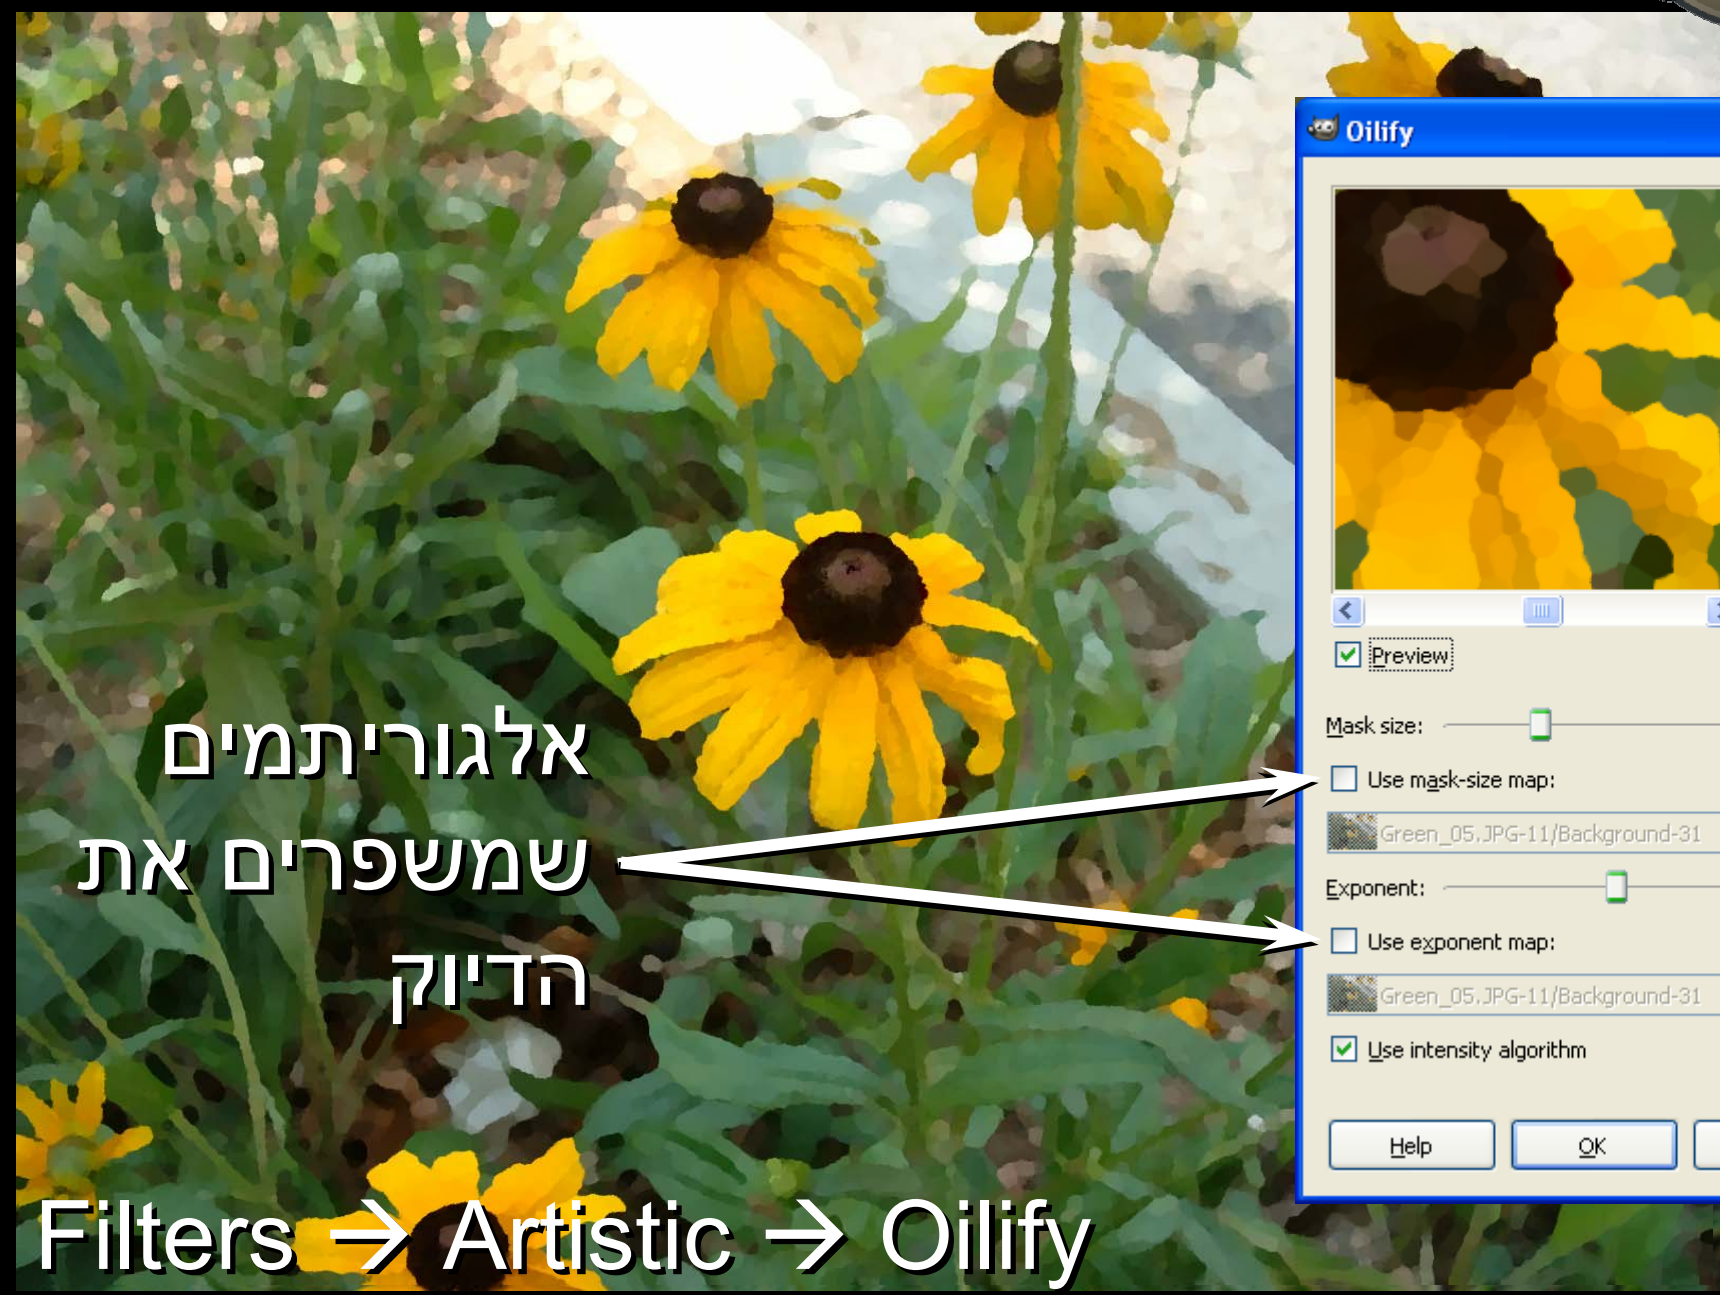 Oilify
Preview
Mask size:
Use mask-size map:
Green_05.JPG-11/Background-31
Exponent:
Use exponent map:
Green_05.JPG-11/Background-31
Use intensity algorithm
Help
OK
אלגוריתמים
שמשפרים את
הדיוק
Filters → Artistic → Oilify